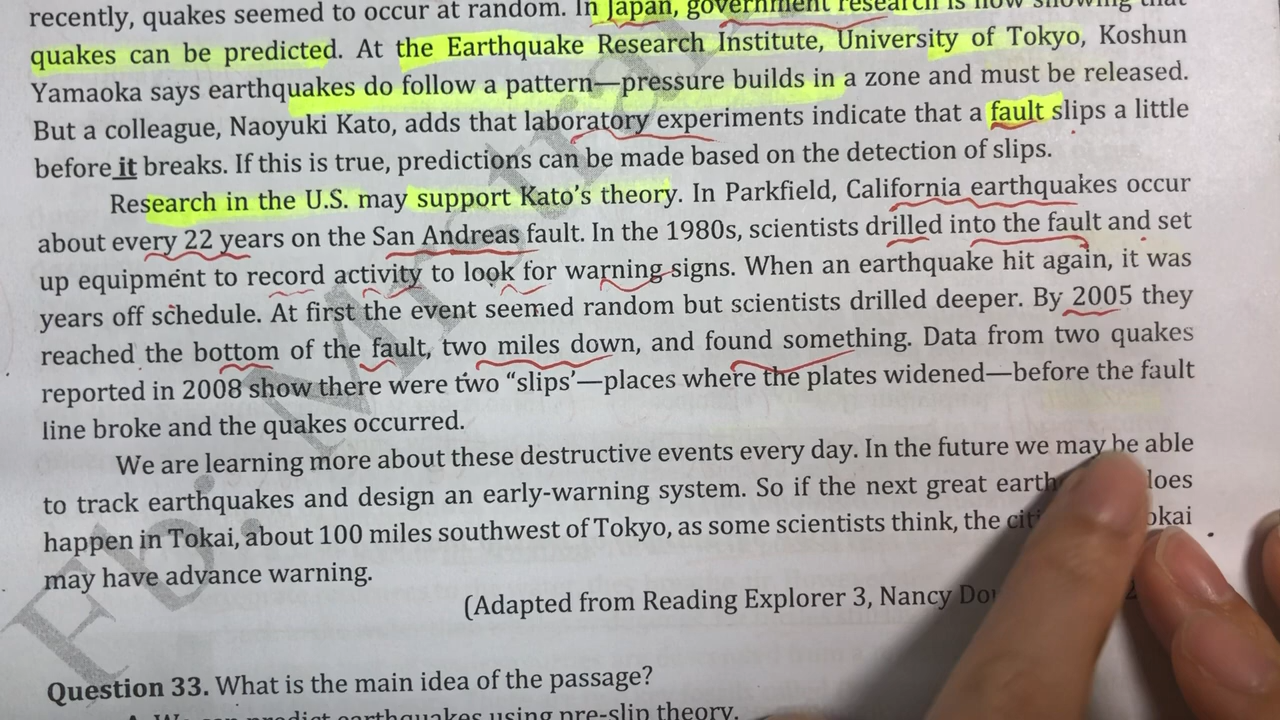 recently, quakes seemed to occur at random. In Japan, government research is now showing that
quakes can be predicted. At the Earthquake Research Institute, University of Tokyo, Koshun
Yamaoka says earthquakes do follow a pattern—pressure builds in a zone and must be released.
But a colleague, Naoyuki Kato, adds that laboratory experiments indicate that a fault slips a little
before it breaks. If this is true, predictions can be made based on the detection of slips.
Research in the U.S. may support Kato's theory. In Parkfield, California earthquakes occur
about every 22 years on the San Andreas fault. In the 1980s, scientists drilled into the fault and set
up equipment to record activity to look for warning signs. When an earthquake hit again, it was
years off schedule. At first the event seemed random but scientists drilled deeper. By 2005 they
reached the bottom of the fault, two miles down, and found something. Data from two quakes
reported in 2008 show there were two “slips’—places where the plates widened—before the fault
line broke and the quakes occurred.
We are learning more about these destructive events every day. In the future we may be able
to track earthquakes and design an early-warning system. So if the next great
happen in Tokai, about 100 miles southwest of Tokyo, as some scientists think, the
may have advance warning.
(Adapted from Reading Explorer 3, Nancy
Question 33. What is the main idea of the passage?
A. We can predict earthquakes using pre-slip theory.
Fb: Mrstra